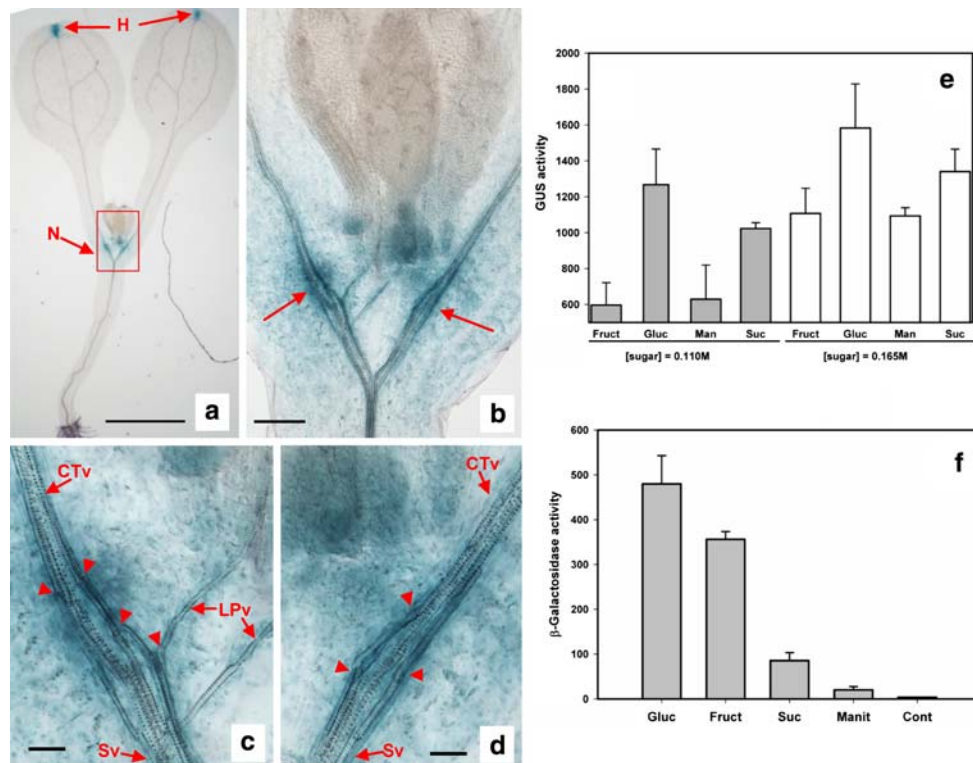 H
N
a
b
CTv
LPv
Sv
c
CTv
Sv
d
e
GUS activity
2000
1800
1600
1400
1200
1000
800
600
Fruct Gluc Man Suc Fruct Gluc Man Suc
[sugar] = 0.110M [sugar] = 0.165M
f
β-Galactosidase activity
600
500
400
300
200
100
0
Gluc Fruct Suc Manit Cont